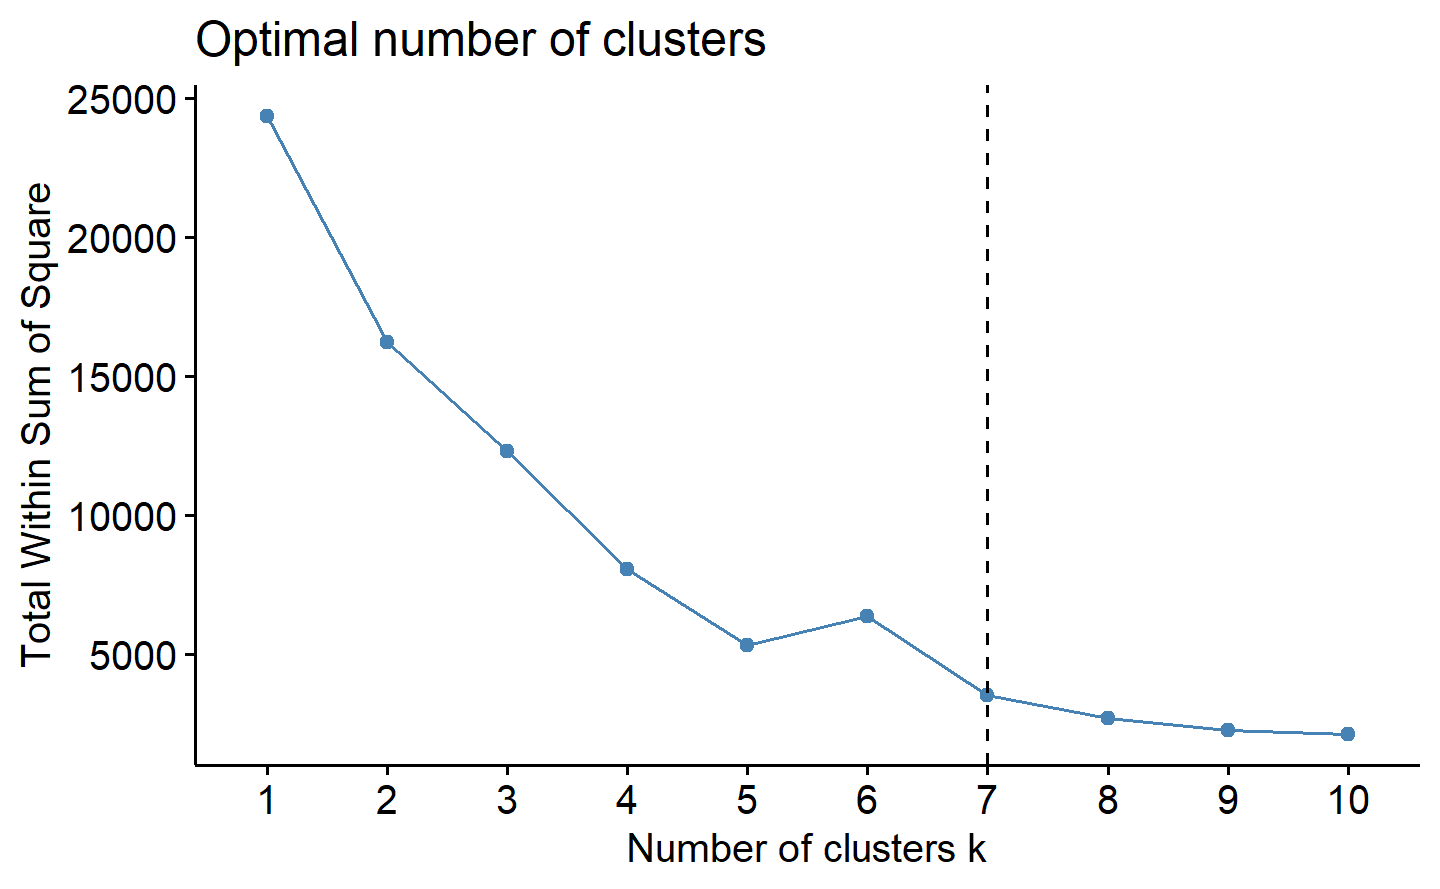 Optimal number of clusters
Total Within Sum of Square
25000
20000
15000
10000
5000
1 2 3 4 5 6 7 8 9 10
Number of clusters k